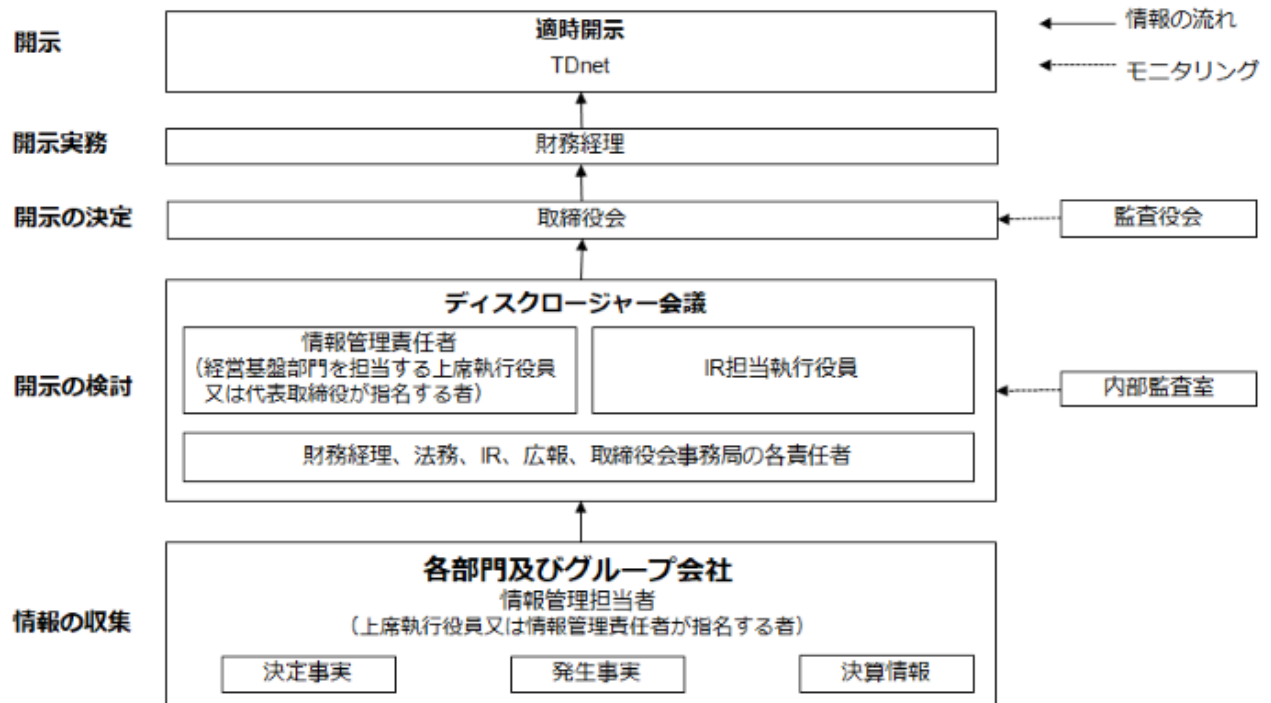 開示
適時開示
TDnet
情報の流れ
モニタリング
開示実務
財務経理
開示の決定
取締役会
監査役会
開示の検討
ディスクロージャー会議
情報管理責任者
（経営基盤部門を担当する上席執行役員
又は代表取締役が指名する者）
IR担当執行役員
内部監査室
財務経理、法務、IR、広報、取締役会事務局の各責任者
情報の収集
各部門及びグループ会社
情報管理担当者
（上席執行役員又は情報管理責任者が指名する者）
決定事実
発生事実
決算情報